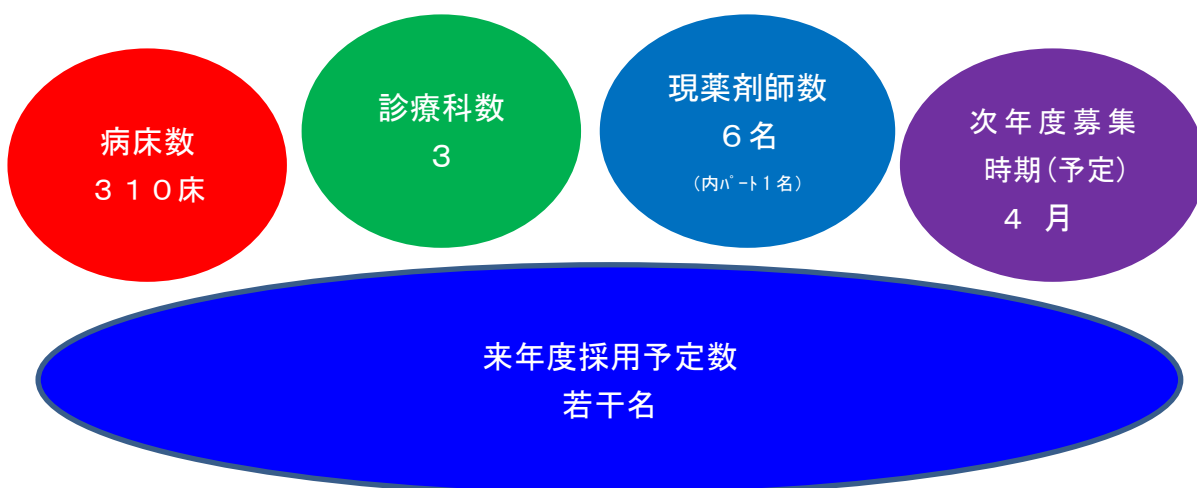 病床数
３１０床
診療科数
３
現薬剤師数
６名
（内ﾊﾟｰﾄ１名）
次年度募集
時期(予定)
４ 月
来年度採用予定数
若干名